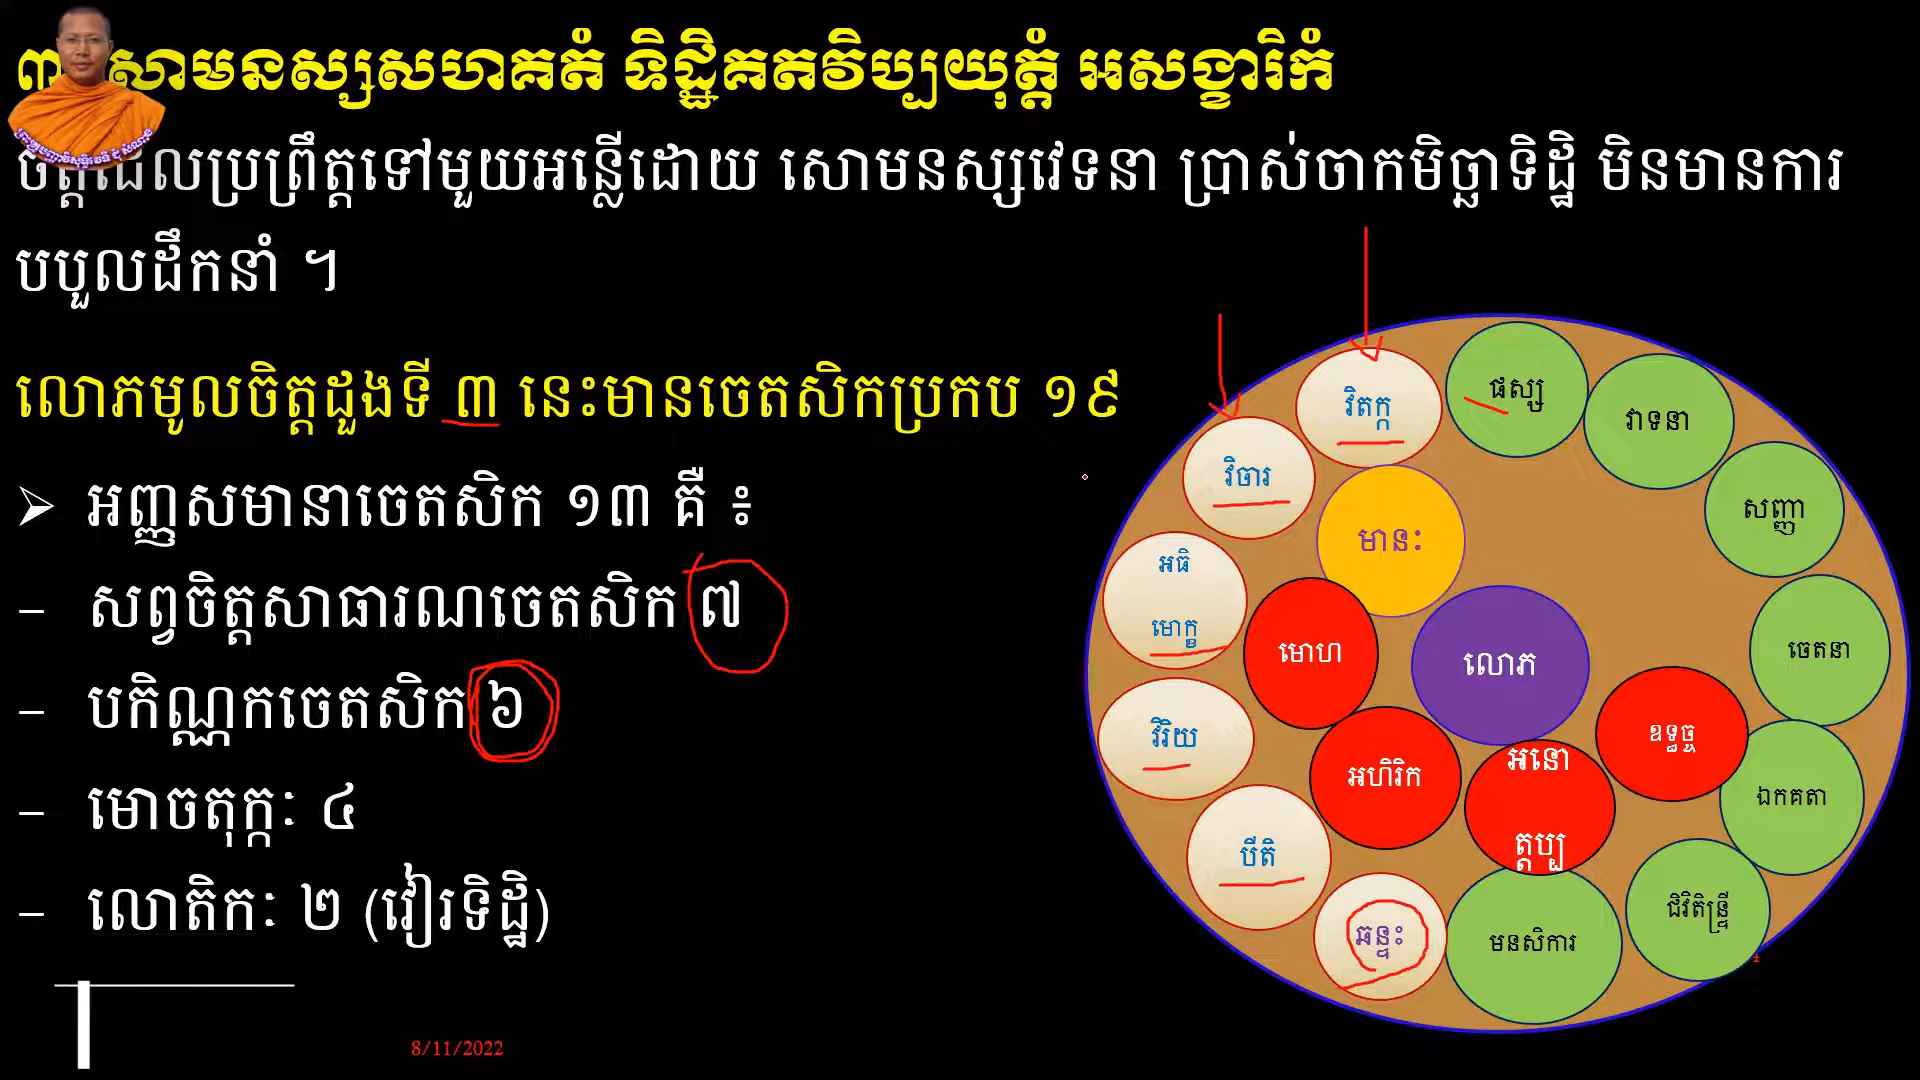 សោមនស្សសហគតំ ទិដ្ឋិគតវិប្បយុត្តំ អសង្ខារិកំ
ចិត្តដែលប្រព្រឹត្តទៅមួយអន្លើដោយ សោមនស្សវេទនា ប្រាស់ចាកមិច្ឆាទិដ្ឋិ មិនមានការ
បបួលដឹកនាំ ។
លោភមូលចិត្តដួងទី ៣ នេះមានចេតសិកប្រកប ១៩
➢ អញ្ញសមានាចេតសិក ១៣ គឺ ៖
– សព្វចិត្តសាធារណចេតសិក ៧
– បកិណ្ណកចេតសិក ៦
– មោចតុក្កៈ ៤
– លោតិកៈ ២ (វៀរទិដ្ឋិ)
8/11/2022
វិតក្ក
ផស្ស
វាទនា
វិចារ
សញ្ញា
មានៈ
អធិ
មោក្ខ
មោហ
លោភ
ចេតនា
វិរិយ
អហិរិក
អនោ
ត្តប្ប
ឧទ្ធច្ច
ឯកគតា
បីតិ
ឆន្ទះ
មនសិការ
ជិវិតិន្ទ្រី